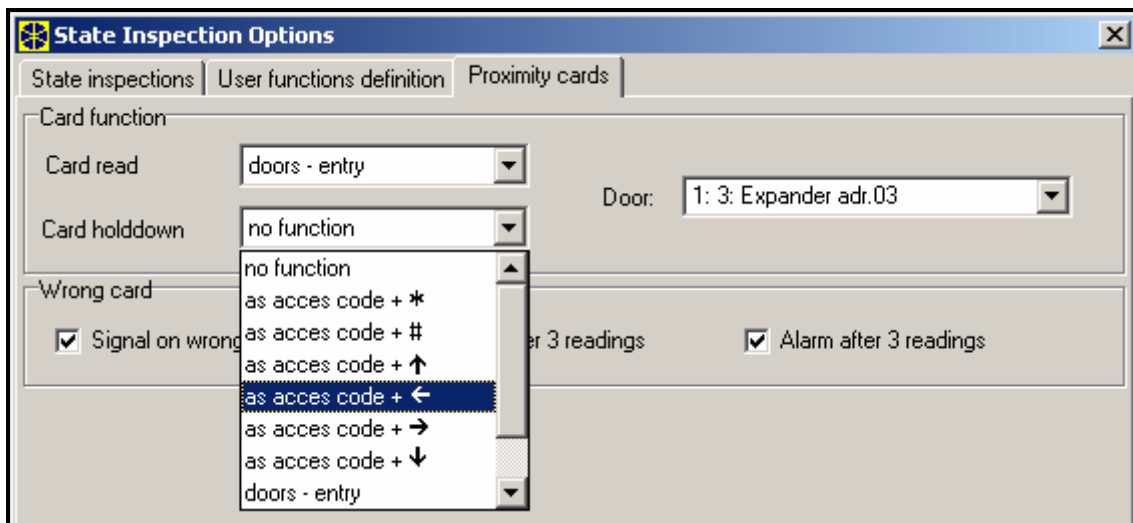 State Inspection Options
State inspections User functions definition Proximity cards
Card function
Card read doors - entry
Door: 1: 3: Expander adr.03
Card holddown no function
no function
Wrong card
as acces code + *
Signal on wrong er 3 readings Alarm after 3 readings
as acces code + #
as acces code + ↑
as acces code + ←
as acces code + →
as acces code + ↓
doors - entry